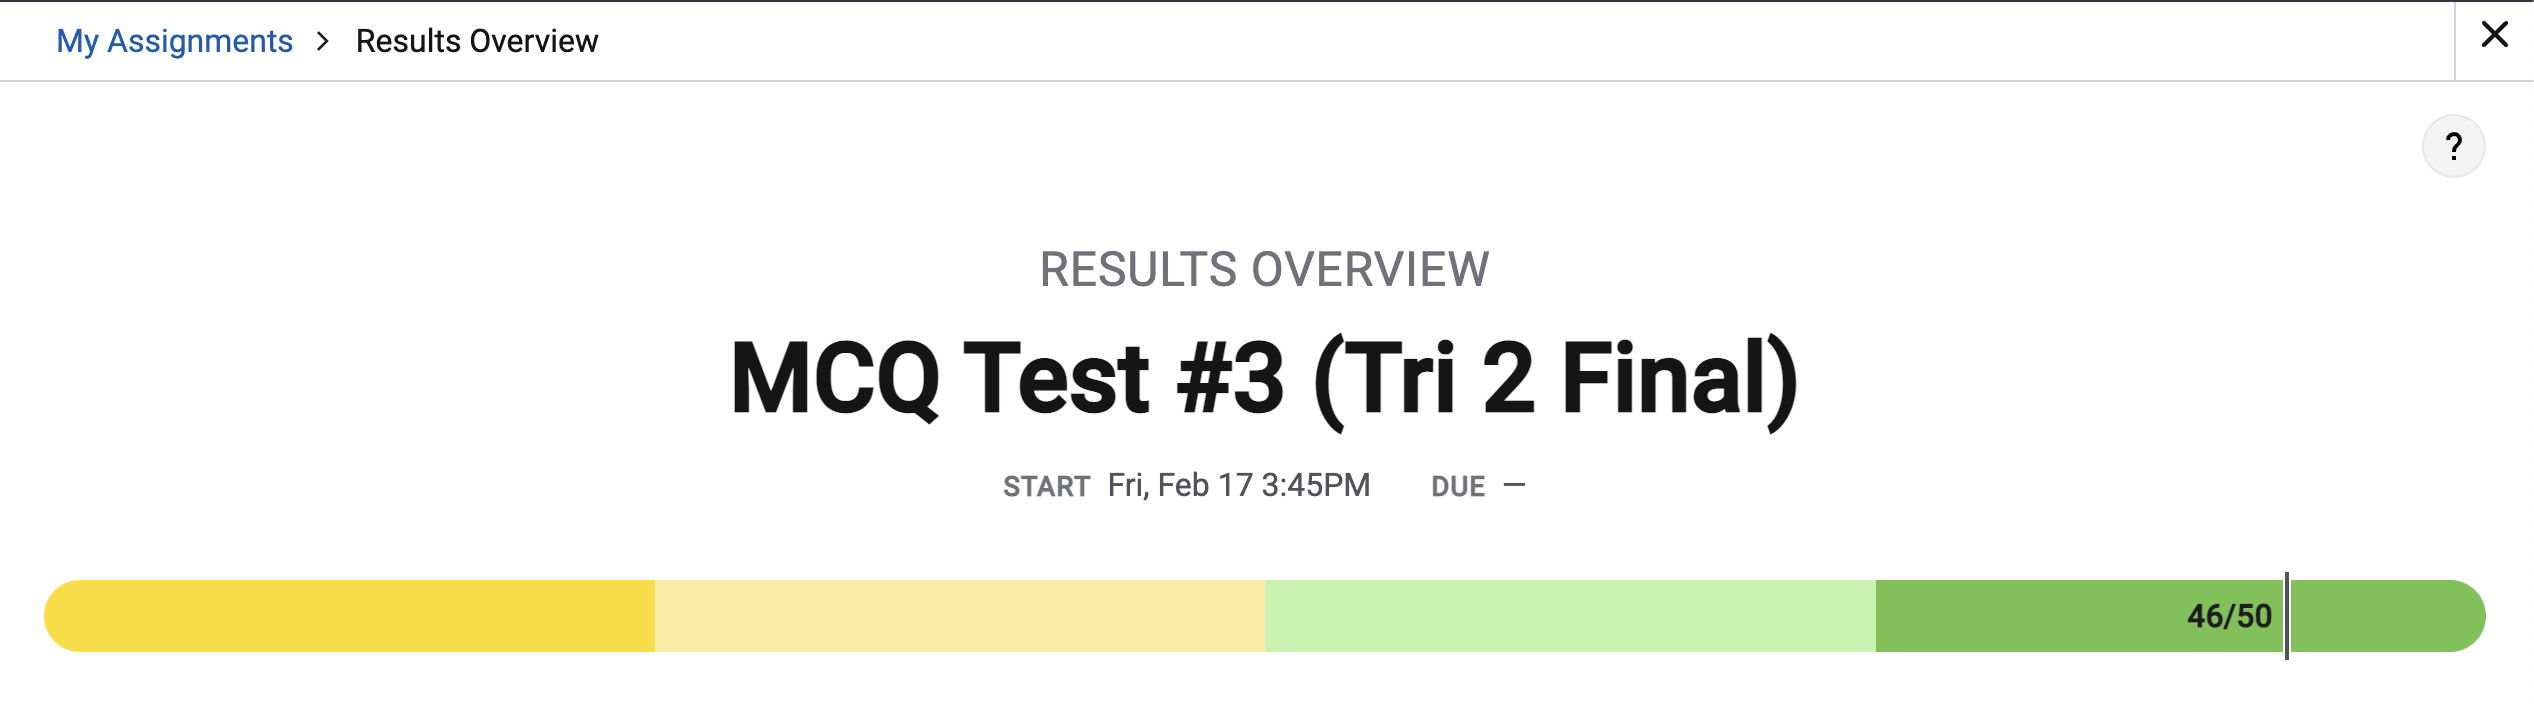 My Assignments > Results Overview
?
RESULTS OVERVIEW
MCQ Test #3 (Tri 2 Final)
START Fri, Feb 17 3:45PM DUE —
46/50